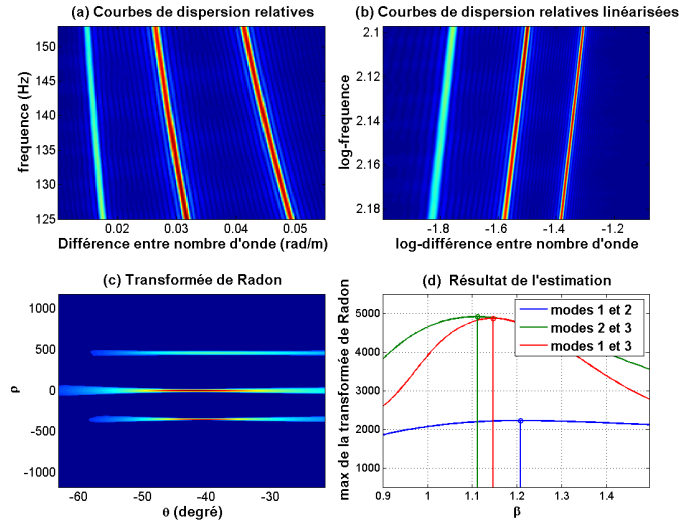 (a) Courbes de dispersion relatives
150
145
140
135
130
125
fréquence (Hz)
0.02
0.03
0.04
0.05
Différence entre nombre d'onde (rad/m)
(b) Courbes de dispersion relatives linéarisées
2.1
2.12
2.14
2.16
2.18
log-frequence
-1.8
-1.6
-1.4
-1.2
log-différence entre nombre d'onde
(c) Transformée de Radon
1000
500
0
-500
-1000
ρ
-60
-50
-40
-30
θ (degré)
(d) Résultat de l'estimation
5000
4000
3000
2000
1000
max de la transformée de Radon
modes 1 et 2
modes 2 et 3
modes 1 et 3
0.9
1
1.1
1.2
1.3
1.4
β